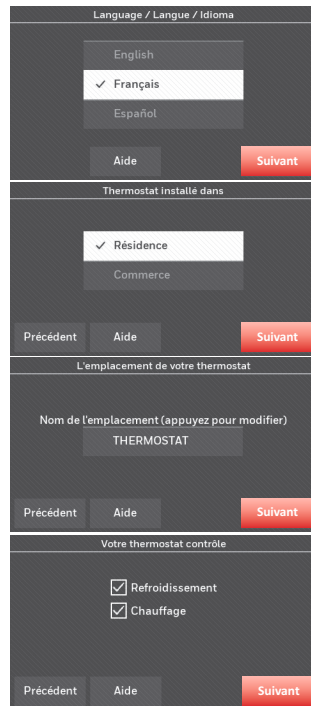 Language / Langue / Idioma
English
Français
Español
Aide
Suivant
Thermostat installé dans
Résidence
Commerce
Précédent
Aide
Suivant
L'emplacement de votre thermostat
Nom de l'emplacement (appuyez pour modifier)
THERMOSTAT
Précédent
Aide
Suivant
Votre thermostat contrôle
Refroidissement
Chauffage
Précédent
Aide
Suivant